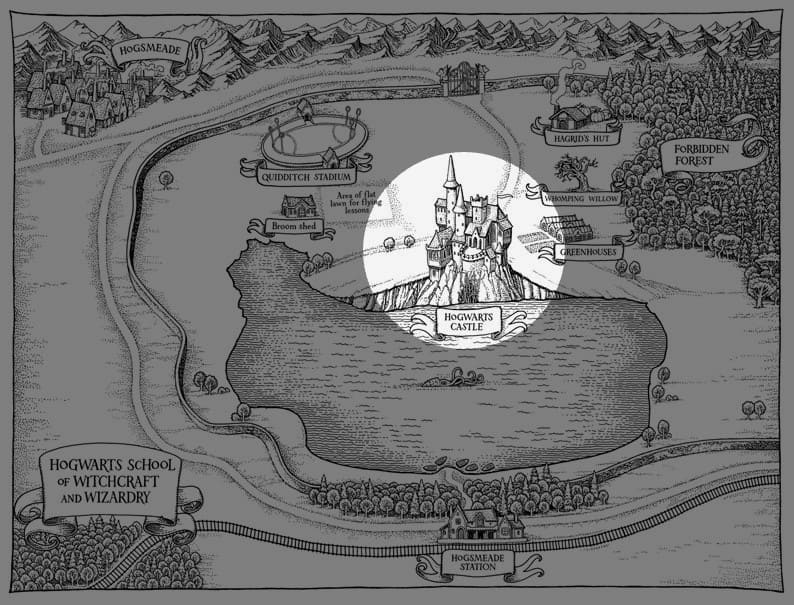 HOGSMEADE
QUIDDITCH STADIUM
Area of flat
lawn for flying
lessons
Broom shed
HAGRID'S HUT
FORBIDDEN
FOREST
WHOMPING WILLOW
GREENHOUSES
HOGWARTS
CASTLE
HOGWARTS SCHOOL
OF WITCHCRAFT
AND WIZARDRY
HOGSMEADE
STATION